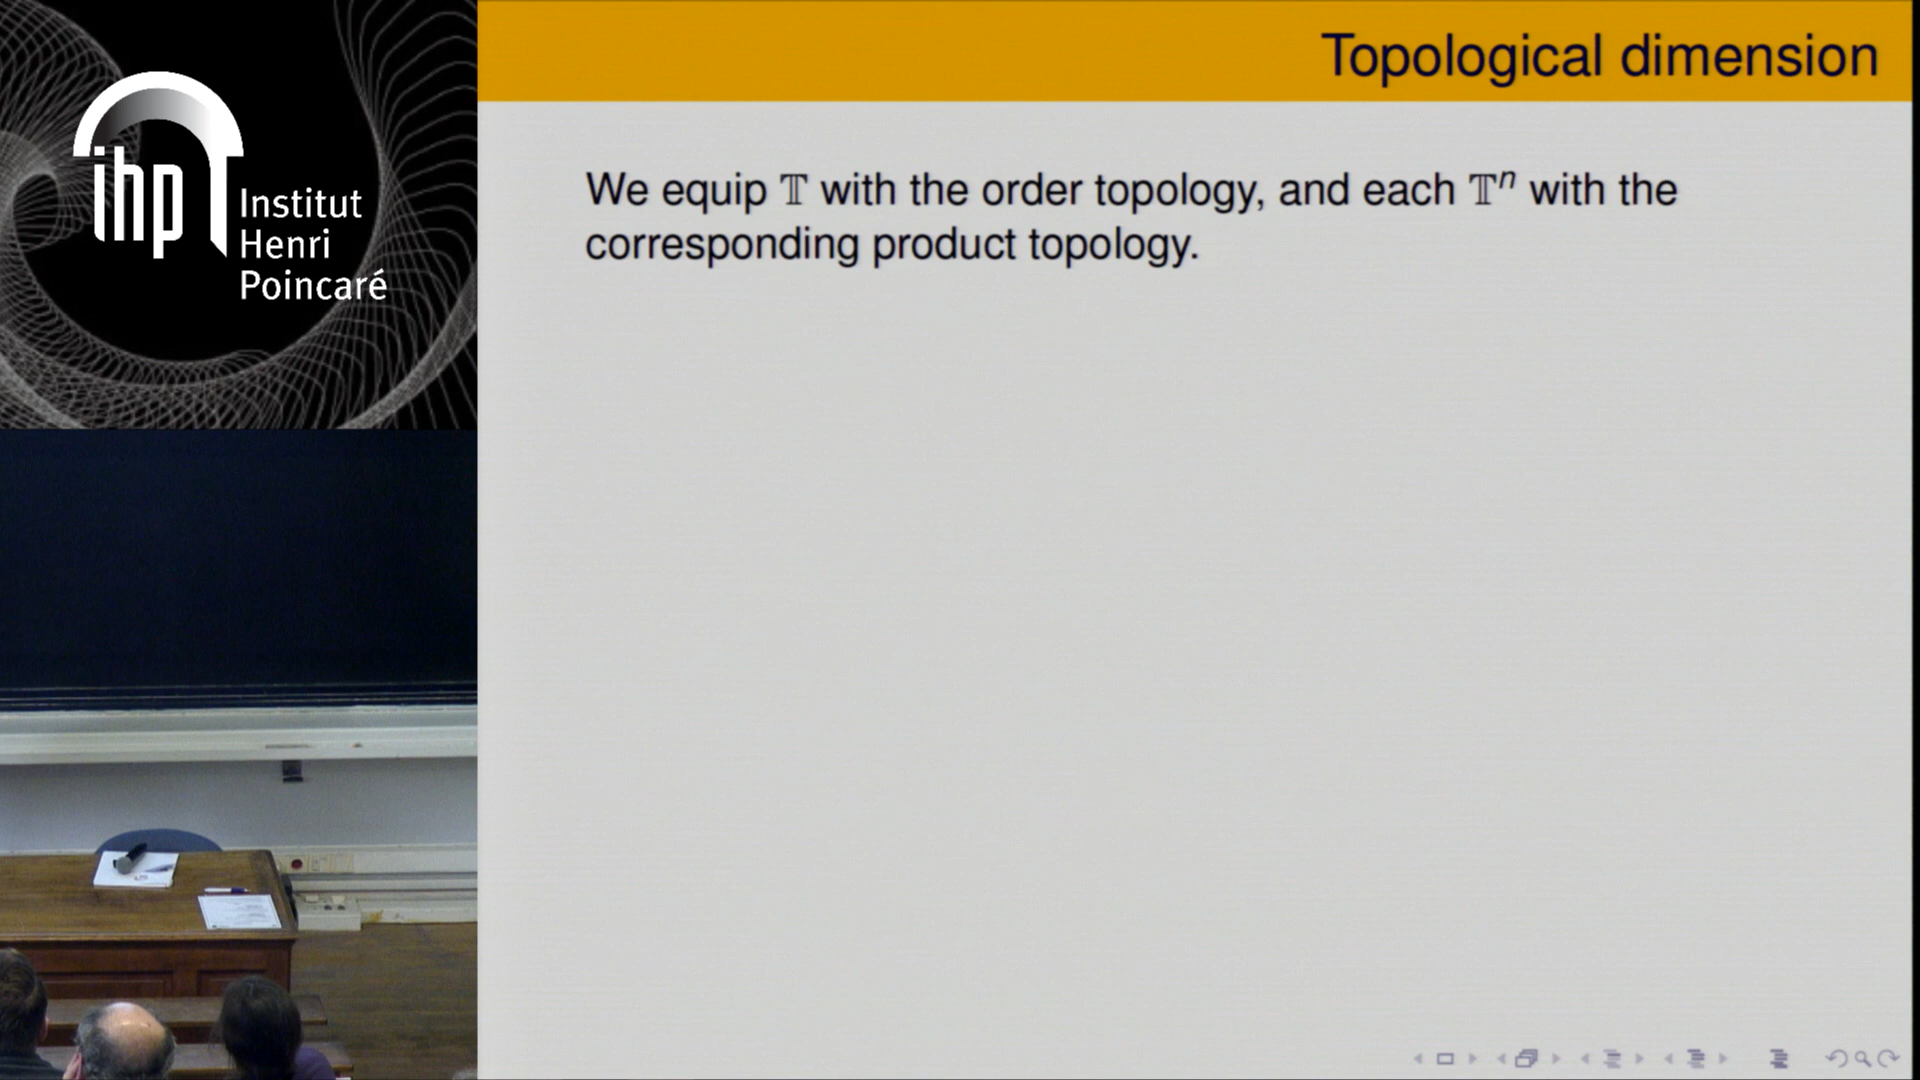 ihp
Institut
Henri
Poincaré
Topological dimension
We equip 𝕋 with the order topology, and each 𝕋ⁿ with the
corresponding product topology.